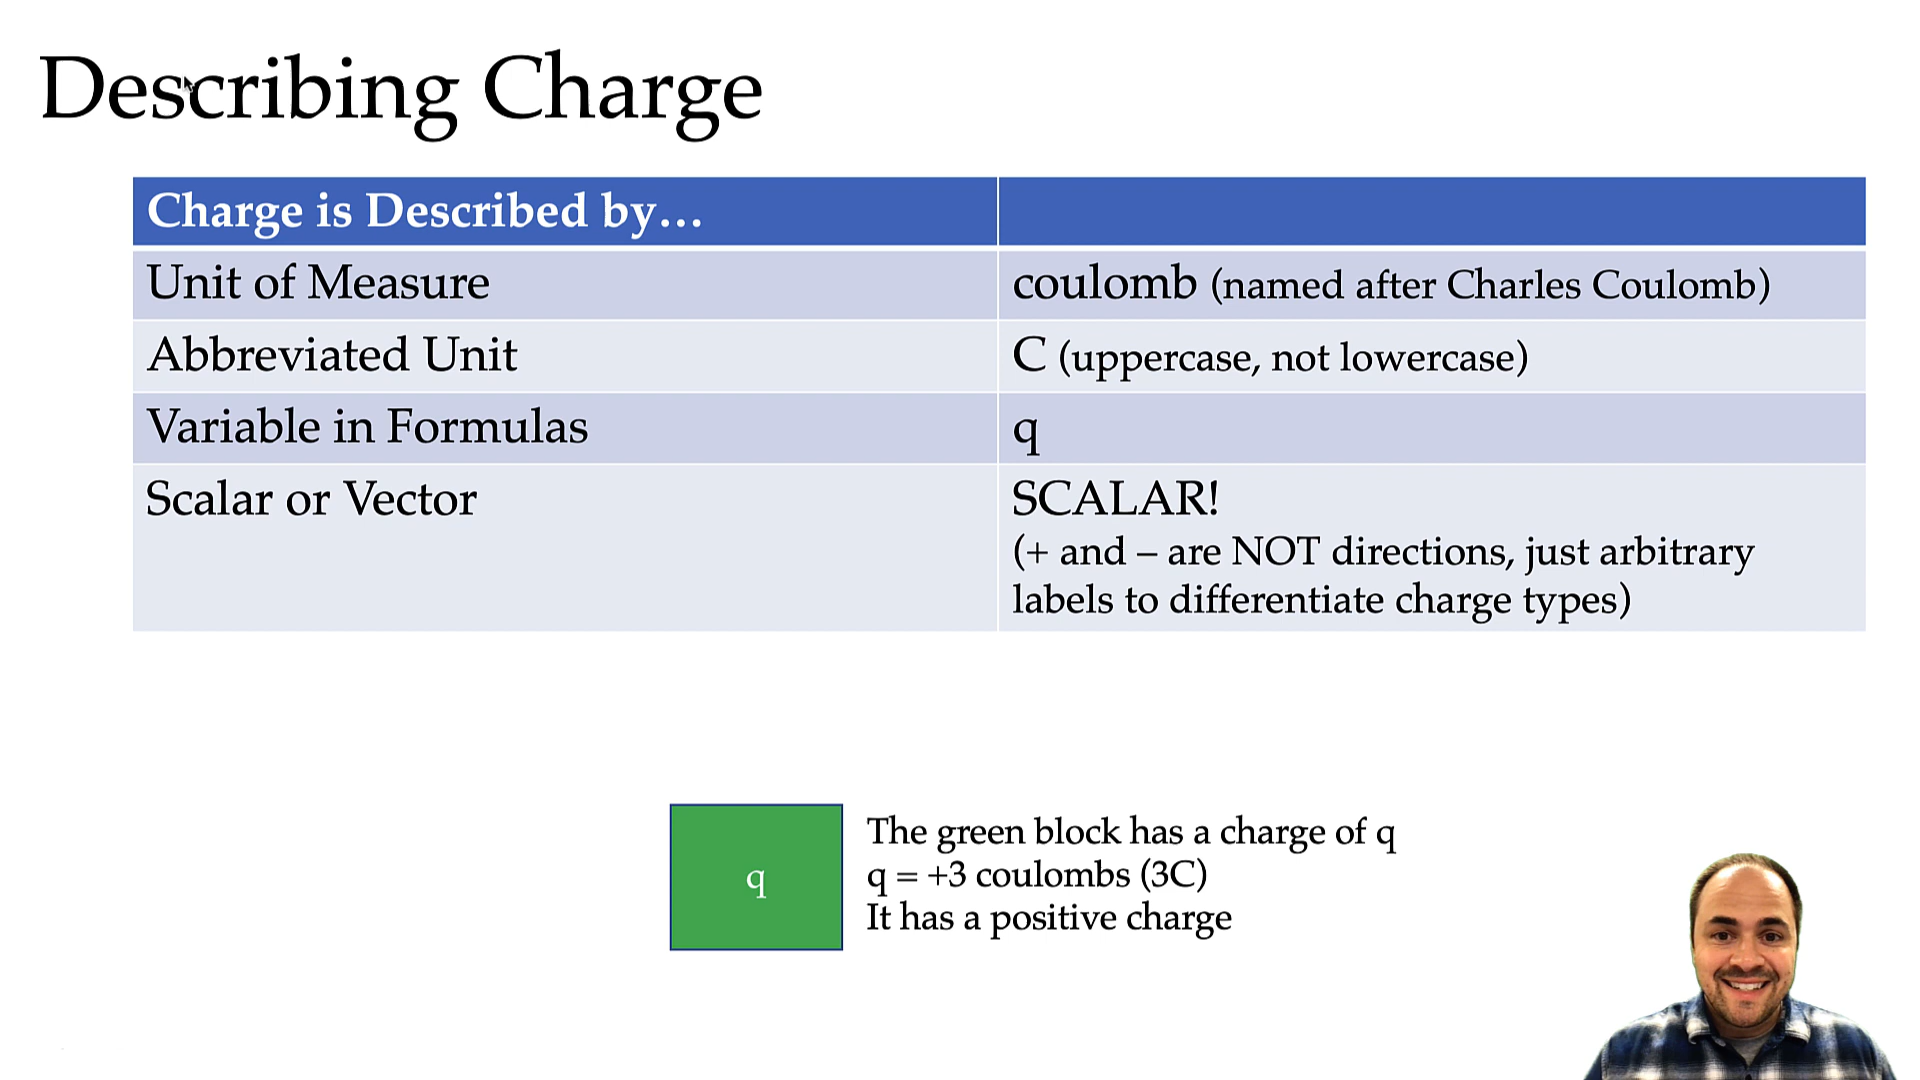 Describing Charge
Charge is Described by…
Unit of Measure
coulomb (named after Charles Coulomb)
Abbreviated Unit
C (uppercase, not lowercase)
Variable in Formulas
q
Scalar or Vector
SCALAR!
(+ and – are NOT directions, just arbitrary
labels to differentiate charge types)
q
The green block has a charge of q
q = +3 coulombs (3C)
It has a positive charge